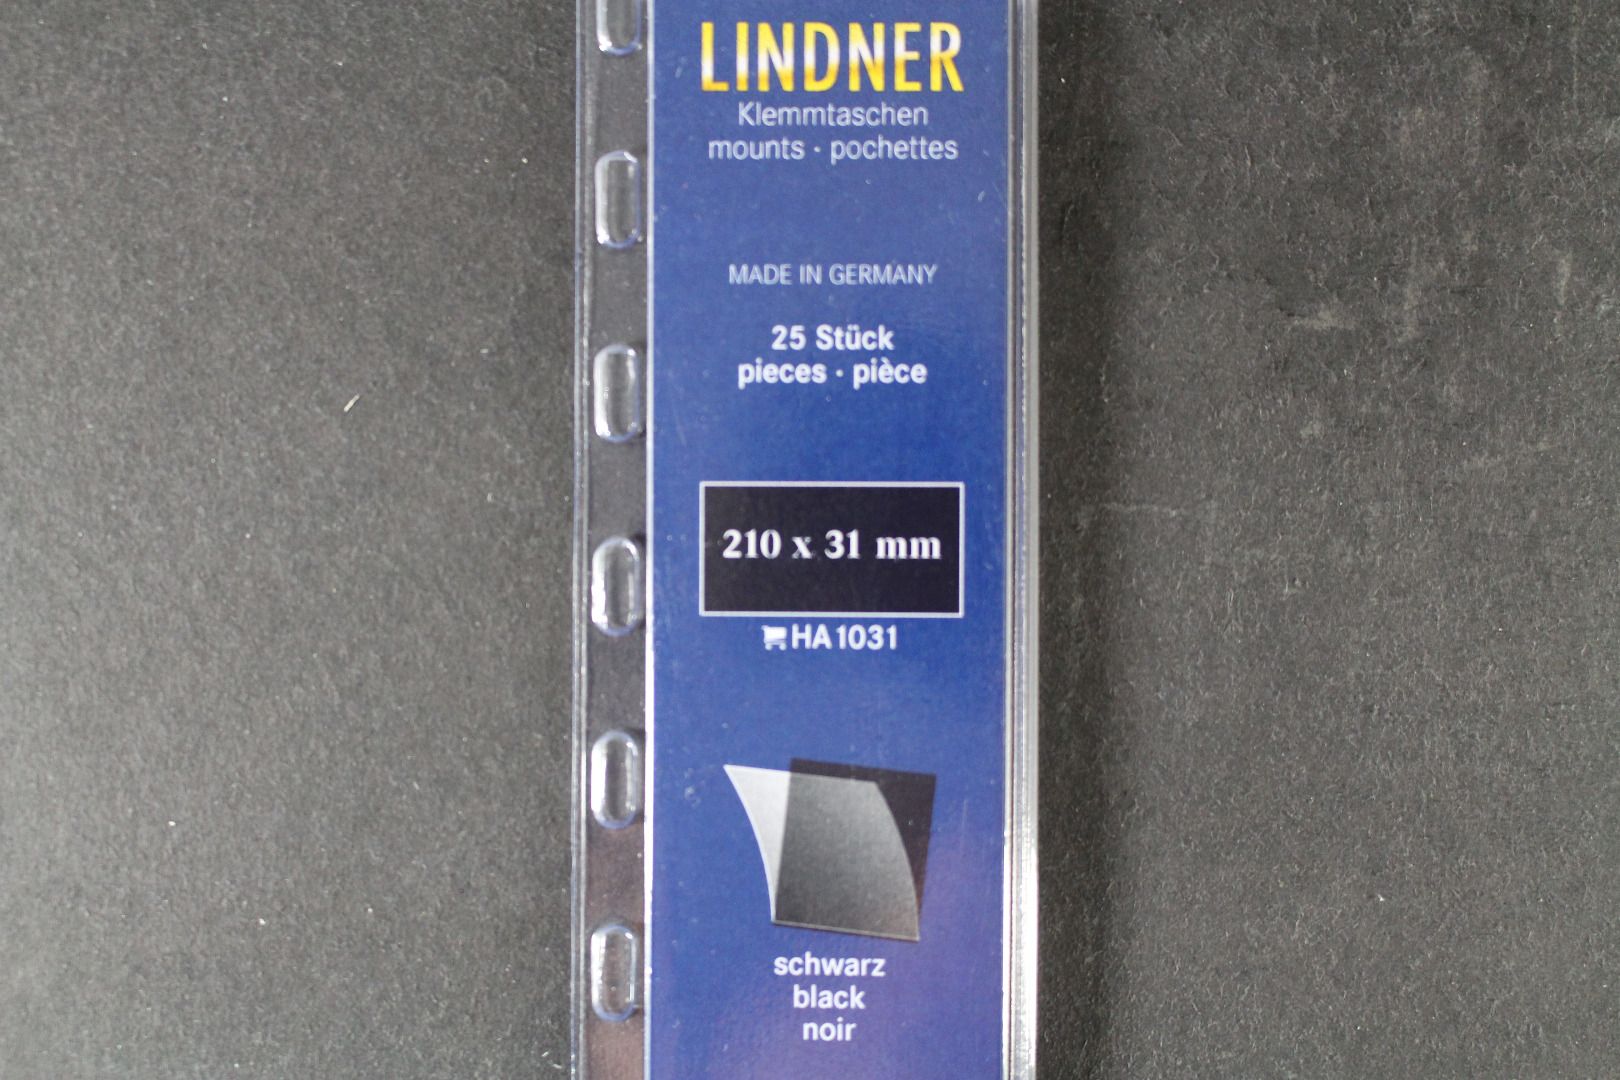 LINDNER
Klemmtaschen
mounts · pochettes
MADE IN GERMANY
25 Stück
pieces · pièce
210 x 31 mm
HA 1031
schwarz
black
noir